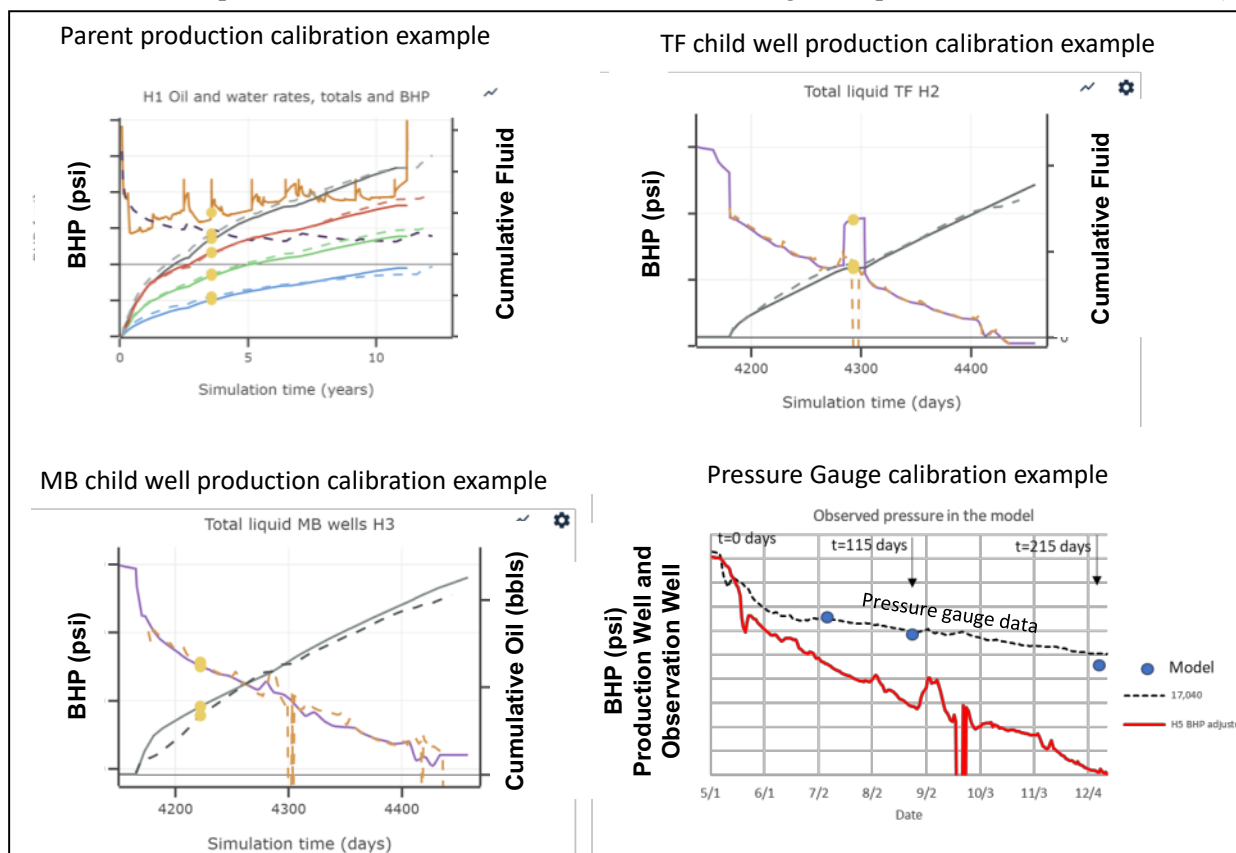 Parent production calibration example
H1 Oil and water rates, totals and BHP
BHP (psi)
Cumulative Fluid
0
5
10
Simulation time (years)
TF child well production calibration example
Total liquid TF H2
BHP (psi)
Cumulative Fluid
0
4200
4300
4400
Simulation time (days)
MB child well production calibration example
Total liquid MB wells H3
BHP (psi)
Cumulative Oil (bbls)
4200
4300
4400
Simulation time (days)
Pressure Gauge calibration example
Observed pressure in the model
BHP (psi)
Production Well and
Observation Well
t=0 days
t=115 days
t=215 days
Pressure gauge data
Model
17,040
H5 BHP adjuste
5/1
6/1
7/2
8/2
9/2
10/3
11/3
12/4
Date